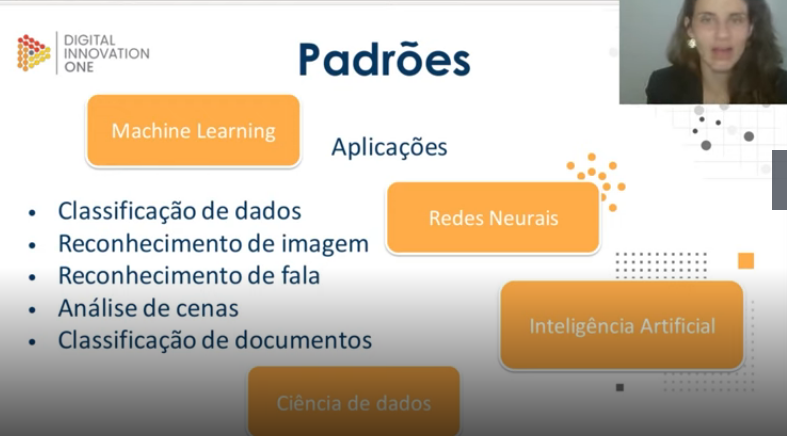 DIGITAL
INNOVATION
ONE
Padrões
Machine Learning
Aplicações
• Classificação de dados
• Reconhecimento de imagem
• Reconhecimento de fala
• Análise de cenas
• Classificação de documentos
Redes Neurais
Inteligência Artificial
Ciência de dados